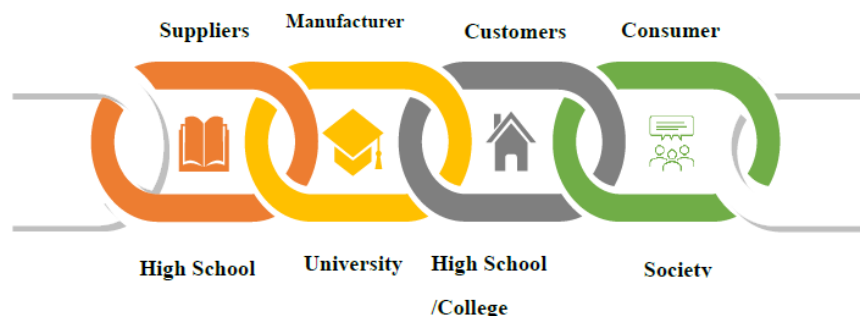 Suppliers
Manufacturer
Customers
Consumer
High School
University
High School
/College
Society